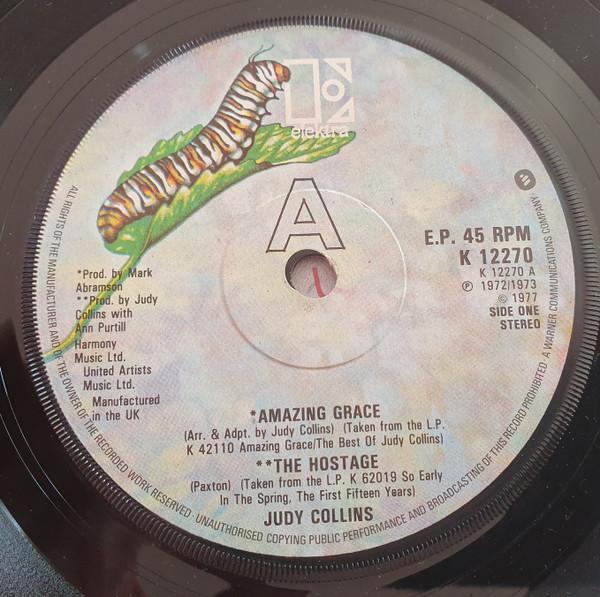 elektra
A
E.P. 45 RPM
K 12270
K 12270 A
Ⓟ 1972/1973
© 1977
SIDE ONE
STEREO
*Prod. by Mark
Abramson
**Prod. by Judy
Collins with
Ann Purtill
Harmony
Music Ltd.
United Artists
Music Ltd.
Manufactured
in the UK
*AMAZING GRACE
(Arr. & Adpt. by Judy Collins) (Taken from the L.P.
K 42110 Amazing Grace/The Best Of Judy Collins)
**THE HOSTAGE
(Paxton) (Taken from the L.P. K 62019 So Early
In The Spring, The First Fifteen Years)
JUDY COLLINS
ALL RIGHTS OF THE MANUFACTURER AND OF THE OWNER OF THE RECORDED WORK RESERVED · UNAUTHORISED COPYING PUBLIC PERFORMANCE AND BROADCASTING OF THIS RECORD PROHIBITED · A WARNER COMMUNICATIONS COMPANY ·